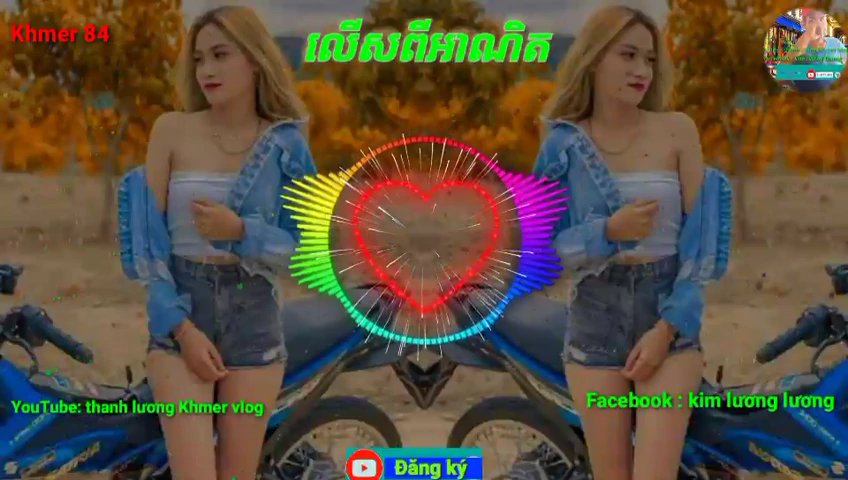 Khmer 84
លើសពីអាណិត
YouTube: thanh lương Khmer vlog
Facebook : kim lương lương
Đăng ký